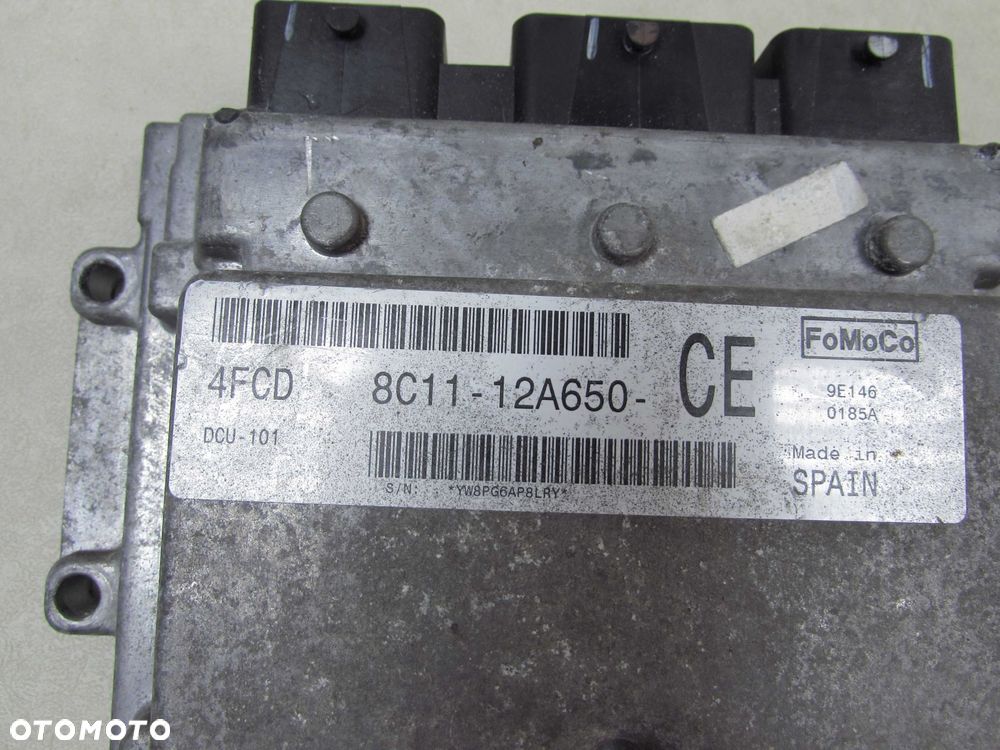 FoMoCo
4FCD 8C11-12A650- CE
9E146
0185A
DCU-101
Made in
SPAIN
S/N: *YW8PG6AP8LRY*
OTOMOTO